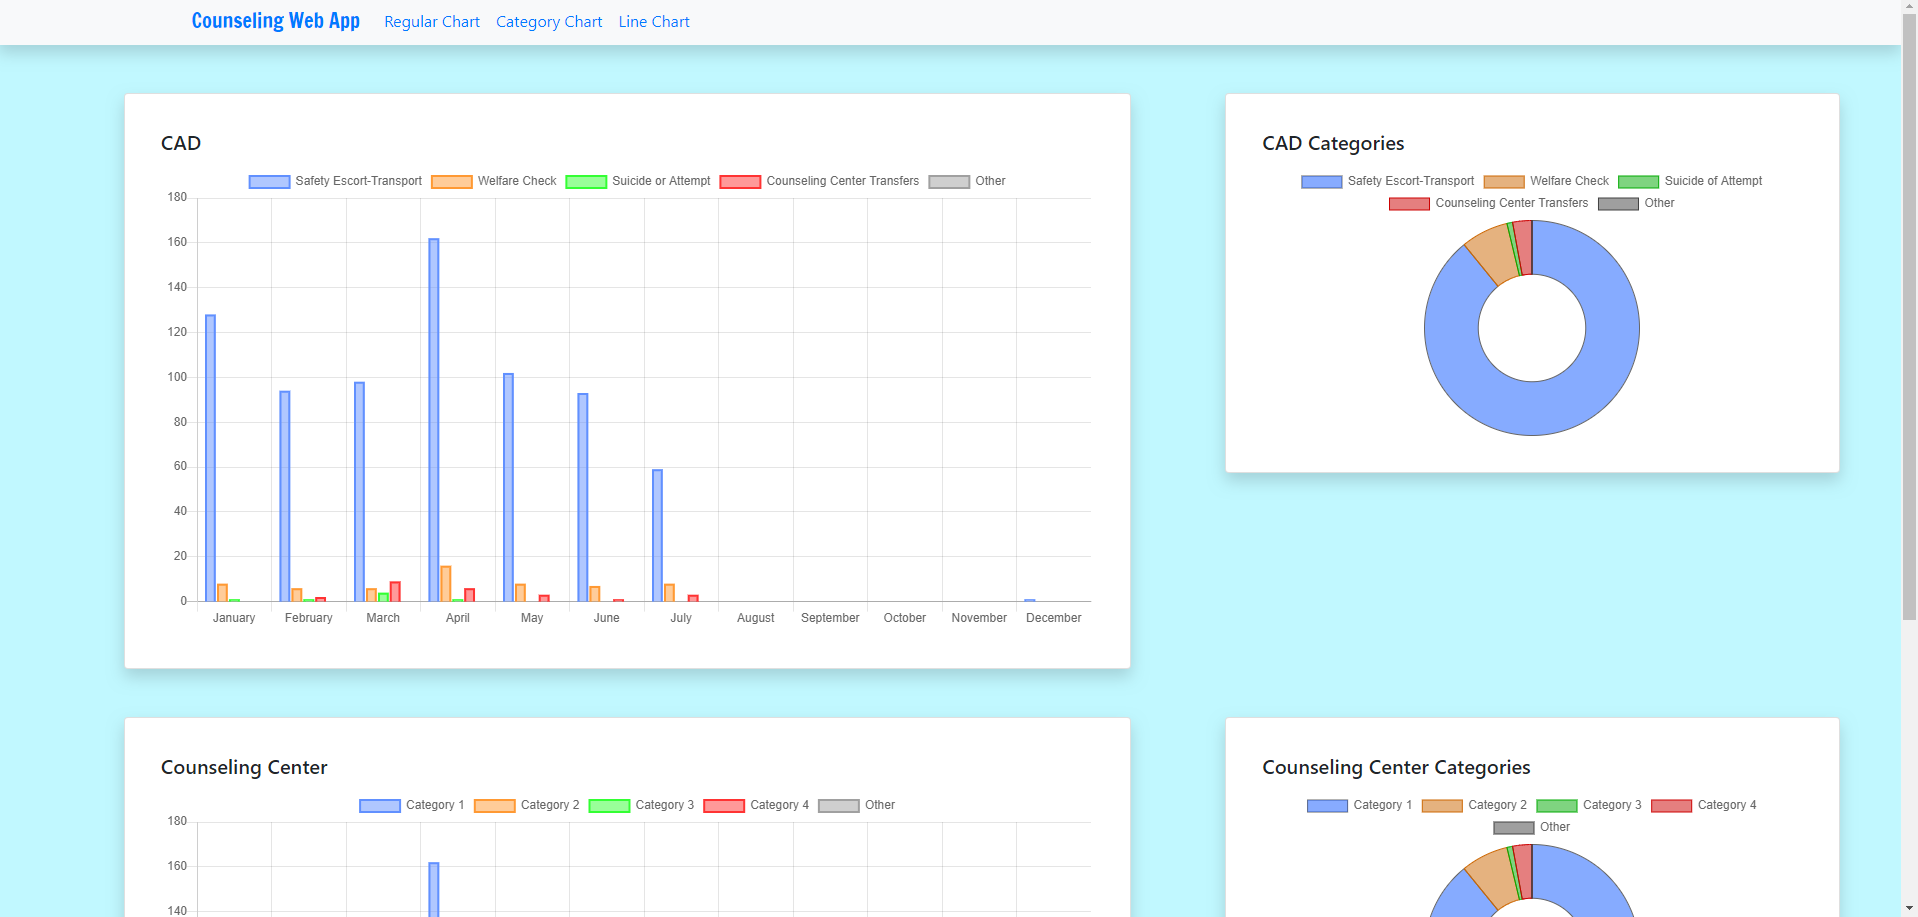 Counseling Web App Regular Chart Category Chart Line Chart
CAD
Safety Escort-Transport Welfare Check Suicide or Attempt Counseling Center Transfers Other
180
160
140
120
100
80
60
40
20
0
January February March April May June July August September October November December
CAD Categories
Safety Escort-Transport Welfare Check Suicide of Attempt
Counseling Center Transfers Other
Counseling Center
Category 1 Category 2 Category 3 Category 4 Other
180
160
140
Counseling Center Categories
Category 1 Category 2 Category 3 Category 4
Other